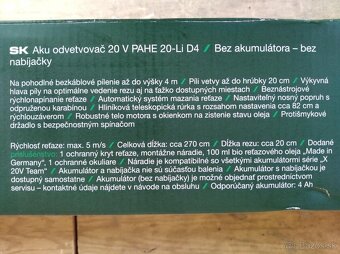 SK Aku odvetvovač 20 V PAHE 20-Li D4 / Bez akumulátora – bez
nabíjačky
Na pohodlné bezkáblové pílenie až do výšky 4 m / Píli vetvy až do hrúbky 20 cm / Výkyvná
hlava píly na optimálne vedenie rezu aj na ťažko dostupných miestach / Beznástrojové
rýchlonapínanie reťaze / Automatický systém mazania reťaze / Nastaviteľný nosný popruh s
odpruženou karabínou / Hliníková teleskopická rúrka cca 82 cm a s
rýchlouzáverom / Robustné telo motora s okienkom na zistenie stavu oleja / Protišmykové
držadlo s bezpečnostným spínačom
Rýchlosť reťaze: max. 5 m/s / Celková dĺžka: cca 270 cm / Dĺžka rezu: cca 20 cm / Dodané
príslušenstvo: 1 ochranný kryt reťaze, montážne náradie, 100 ml bio reťazového oleja „Made in
Germany“, 1 ochranné okuliare / Náradie je kompatibilné so všetkými akumulátormi série „X
20V Team“ / Akumulátor a nabíjačka nie sú súčasťou balenia / Akumulátor s nabíjačkou je
dostupný samostatne / Akumulátor (bez nabíjačky) je možné objednať prostredníctvom
servisu – kontaktné údaje nájdete v návode na obsluhu / Odporúčaný akumulátor: 4 Ah